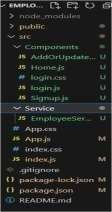 EMPLO...
node_modules
public
src
Components
AddOrUpdate... U
Home.js U
login.css U
login.js U
Signup.js U
Service
EmployeeSer... U
App.css
App.js M
index.css
index.js M
.gitignore
package-lock.json M
package.json M
README.md